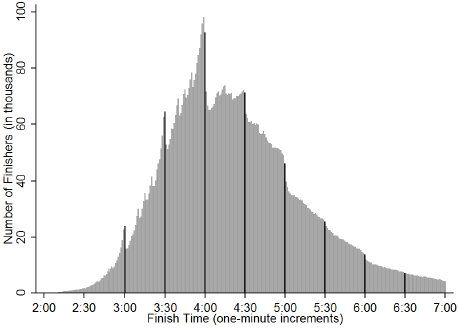 Number of Finishers (in thousands)
100
80
60
40
20
0
2:00 2:30 3:00 3:30 4:00 4:30 5:00 5:30 6:00 6:30 7:00
Finish Time (one-minute increments)